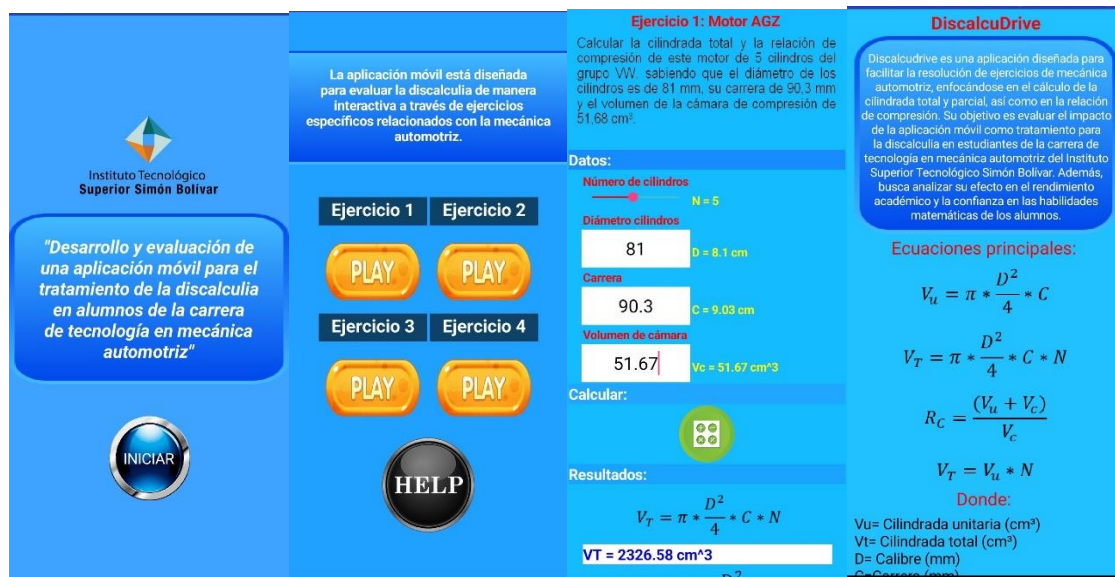 Instituto Tecnológico
Superior Simón Bolívar
"Desarrollo y evaluación de
una aplicación móvil para el
tratamiento de la discalculia
en alumnos de la carrera
de tecnología en mecánica
automotriz"
INICIAR
La aplicación móvil está diseñada
para evaluar la discalculia de manera
interactiva a través de ejercicios
específicos relacionados con la mecánica
automotriz.
Ejercicio 1 Ejercicio 2
PLAY PLAY
Ejercicio 3 Ejercicio 4
PLAY PLAY
HELP
Ejercicio 1: Motor AGZ
Calcular la cilindrada total y la relación de
compresión de este motor de 5 cilindros del
grupo VW. sabiendo que el diámetro de los
cilindros es de 81 mm, su carrera de 90,3 mm
y el volumen de la cámara de compresión de
51,68 cm³.
Datos:
Número de cilindros
N = 5
Diámetro cilindros
81 D = 8.1 cm
Carrera
90.3 C = 9.03 cm
Volumen de cámara
51.67 Vc = 51.67 cm^3
Calcular:
Resultados:
V_T = π * D²/4 * C * N
VT = 2326.58 cm^3
D²
DiscalcuDrive
Discalcudrive es una aplicación diseñada para
facilitar la resolución de ejercicios de mecánica
automotriz, enfocándose en el cálculo de la
cilindrada total y parcial, así como en la relación
de compresión. Su objetivo es evaluar el impacto
de la aplicación móvil como tratamiento para
la discalculia en estudiantes de la carrera de
tecnología en mecánica automotriz del Instituto
Superior Tecnológico Simón Bolívar. Además,
busca analizar su efecto en el rendimiento
académico y la confianza en las habilidades
matemáticas de los alumnos.
Ecuaciones principales:
V_u = π * D²/4 * C
V_T = π * D²/4 * C * N
R_C = (V_u + V_c)/V_c
V_T = V_u * N
Donde:
Vu= Cilindrada unitaria (cm³)
Vt= Cilindrada total (cm³)
D= Calibre (mm)
C=Carrera (mm)